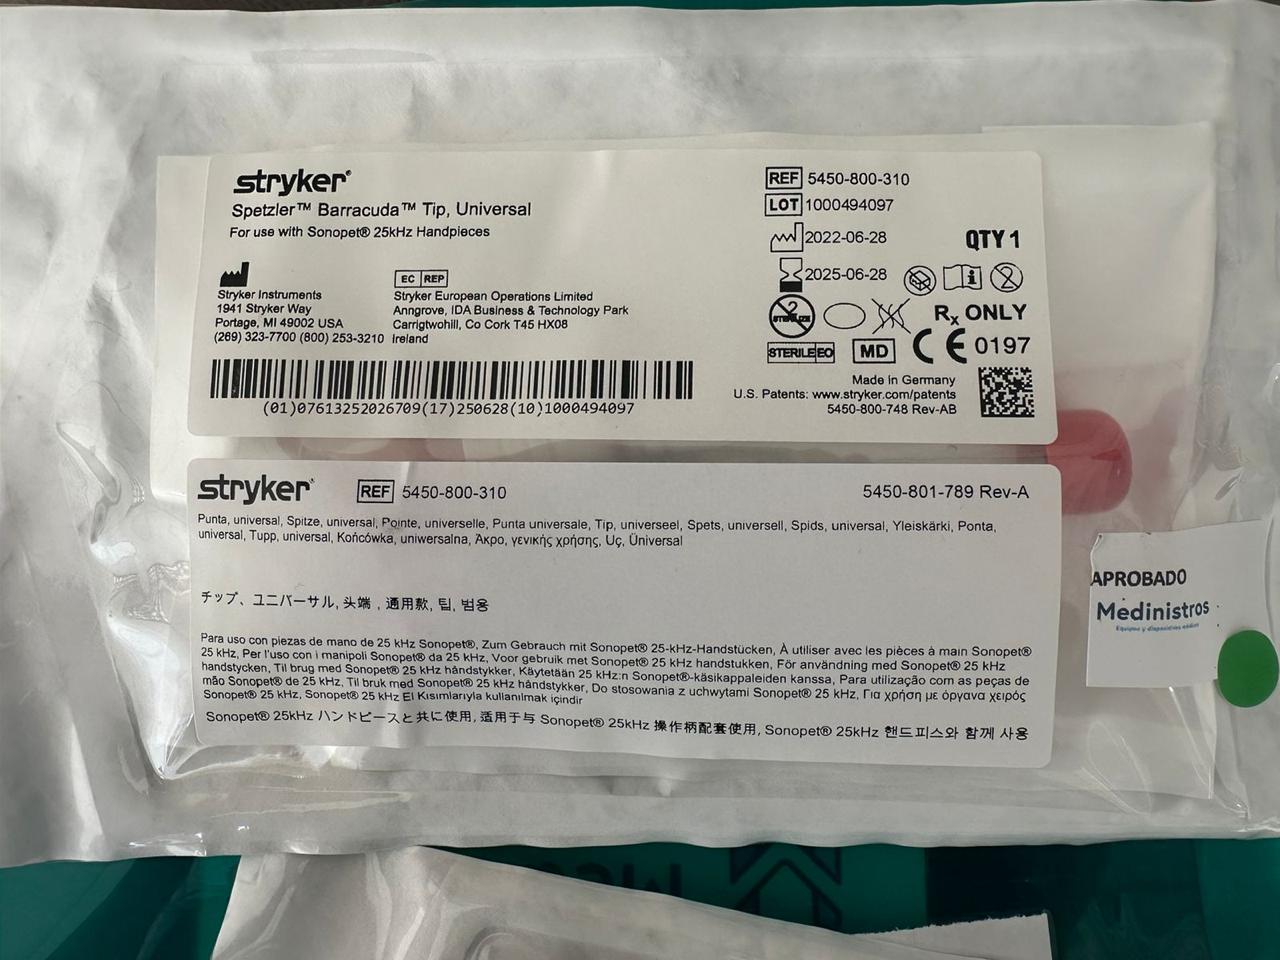 stryker®
Spetzler™ Barracuda™ Tip, Universal
For use with Sonopet® 25kHz Handpieces
Stryker Instruments
1941 Stryker Way
Portage, MI 49002 USA
(269) 323-7700 (800) 253-3210
EC REP
Stryker European Operations Limited
Anngrove, IDA Business & Technology Park
Carrigtwohill, Co Cork T45 HX08
Ireland
(01)07613252026709(17)250628(10)1000494097
REF 5450-800-310
LOT 1000494097
2022-06-28
QTY 1
2025-06-28
2 STERILIZE
2
Rx ONLY
STERILE EO
MD
CE 0197
Made in Germany
U.S. Patents: www.stryker.com/patents
5450-800-748 Rev-AB
stryker®
REF 5450-800-310
5450-801-789 Rev-A
Punta, universal, Spitze, universal, Pointe, universelle, Punta universale, Tip, universeel, Spets, universell, Spids, universal, Yleiskärki, Ponta,
universal, Tupp, universal, Końcówka, uniwersalna, Άκρο, γενικής χρήσης, Uç, Üniversal
チップ、ユニバーサル, 头端 , 通用款, 팁, 범용
Para uso con piezas de mano de 25 kHz Sonopet®, Zum Gebrauch mit Sonopet® 25-kHz-Handstücken, À utiliser avec les pièces à main Sonopet®
25 kHz, Per l'uso con i manipoli Sonopet® da 25 kHz, Voor gebruik met Sonopet® 25 kHz handstukken, För användning med Sonopet® 25 kHz
handstycken, Til brug med Sonopet® 25 kHz håndstykker, Käytetään 25 kHz:n Sonopet®-käsikappaleiden kanssa, Para utilização com as peças de
mão Sonopet® de 25 kHz, Til bruk med Sonopet® 25 kHz håndstykker, Do stosowania z uchwytami Sonopet® 25 kHz, Για χρήση με όργανα χειρός
Sonopet® 25 kHz, Sonopet® 25 kHz El Kısımlarıyla kullanılmak içindir
Sonopet® 25kHz ハンドピースと共に使用, 适用于与 Sonopet® 25kHz 操作柄配套使用, Sonopet® 25kHz 핸드피스와 함께 사용
APROBADO
Medinistros
Equipos y dispositivos médicos